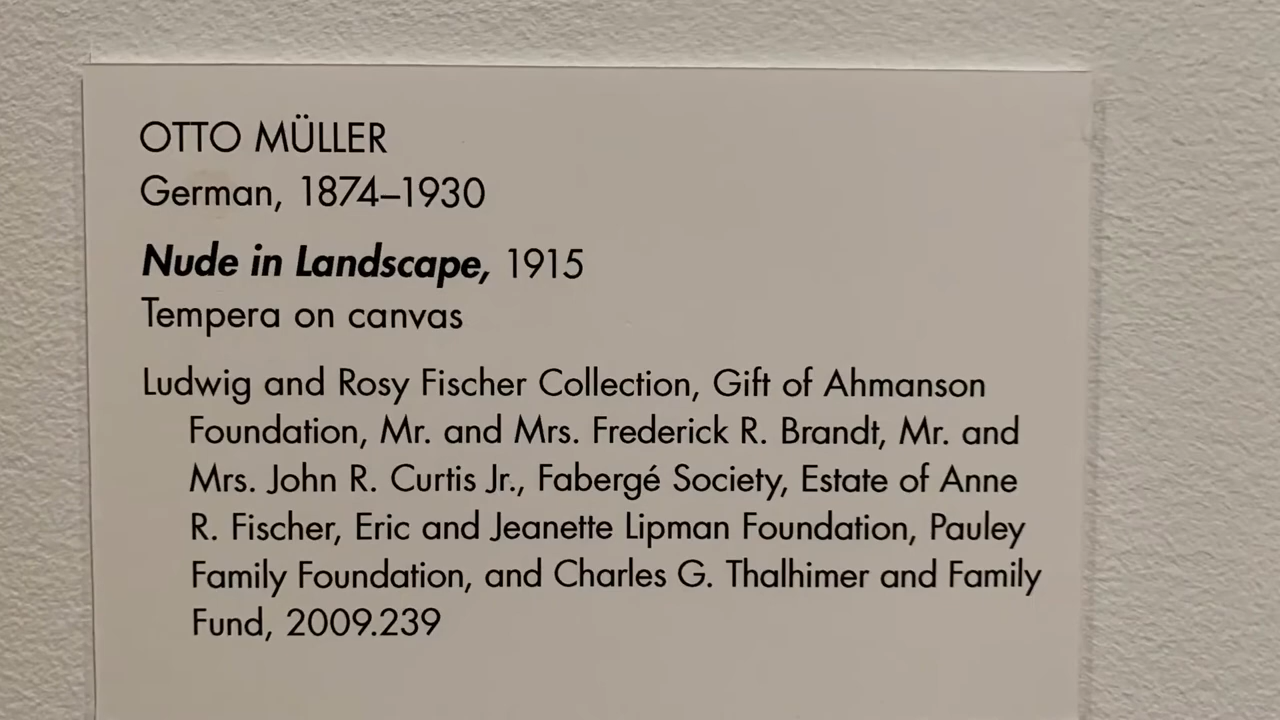 OTTO MÜLLER
German, 1874–1930
Nude in Landscape, 1915
Tempera on canvas
Ludwig and Rosy Fischer Collection, Gift of Ahmanson
Foundation, Mr. and Mrs. Frederick R. Brandt, Mr. and
Mrs. John R. Curtis Jr., Fabergé Society, Estate of Anne
R. Fischer, Eric and Jeanette Lipman Foundation, Pauley
Family Foundation, and Charles G. Thalhimer and Family
Fund, 2009.239